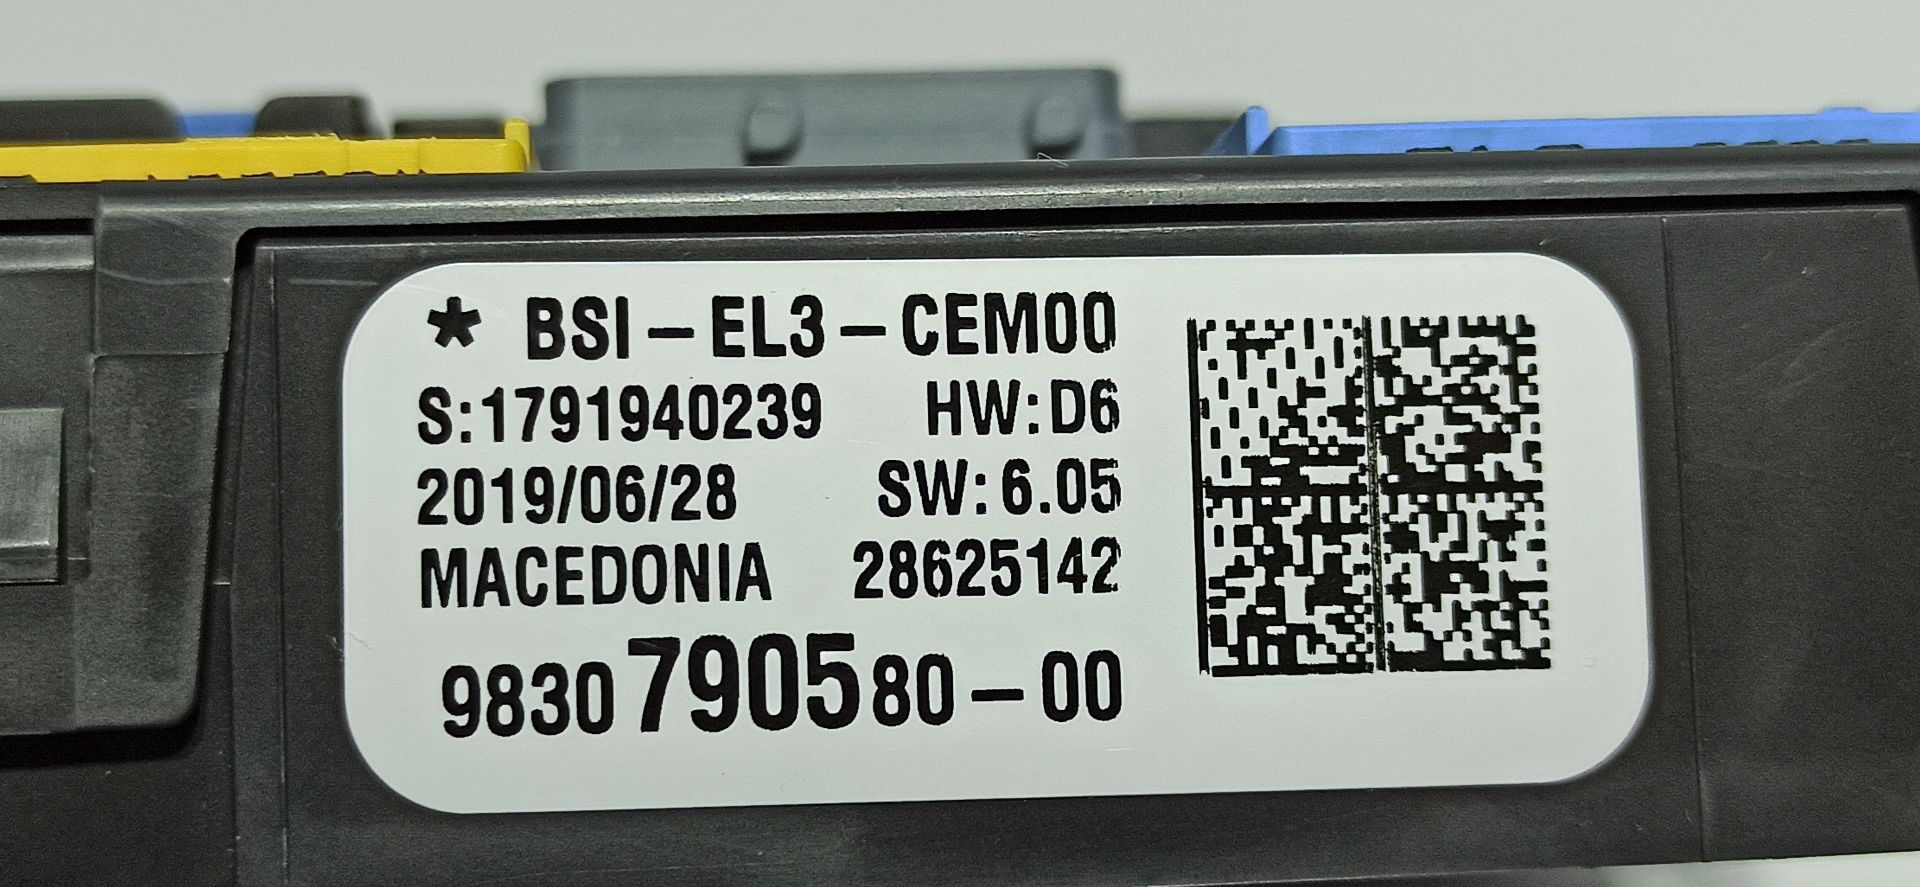 * BSI-EL3-CEM00
S:1791940239 HW:D6
2019/06/28 SW:6.05
MACEDONIA 28625142
9830790580-00